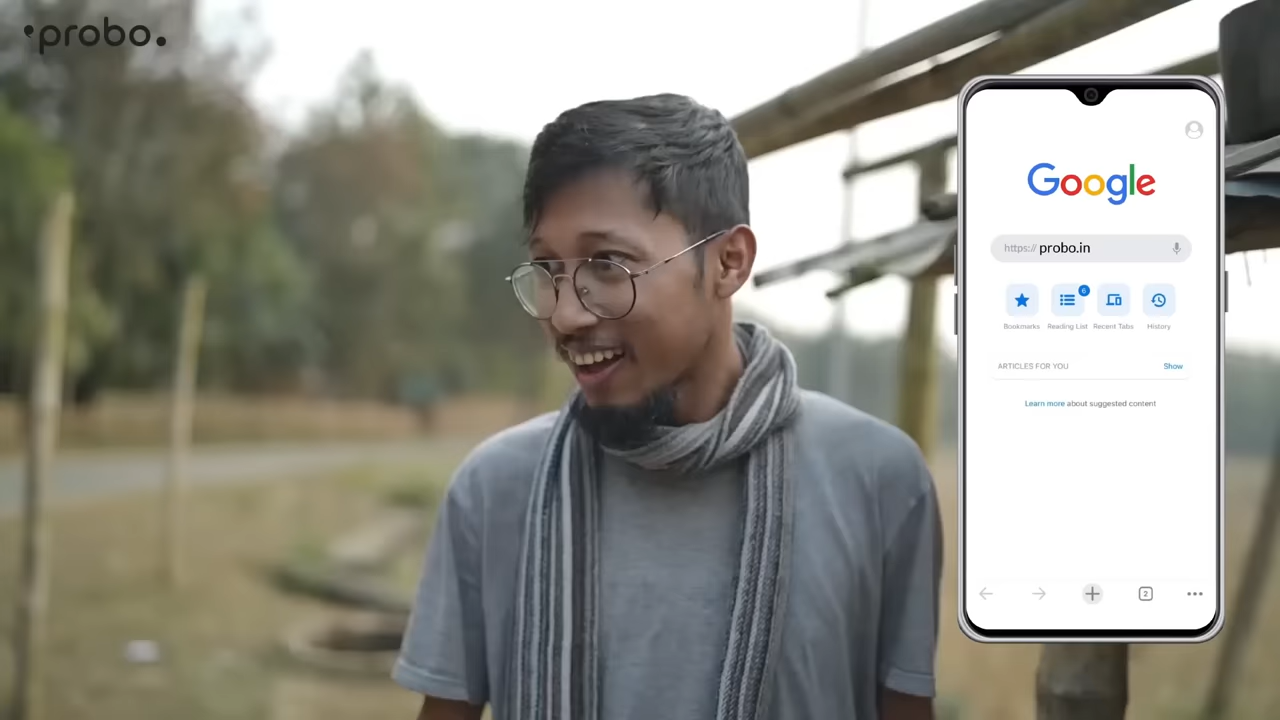 probo.
Google
https:// probo.in
6
Bookmarks Reading List Recent Tabs History
ARTICLES FOR YOU Show
Learn more about suggested content
2